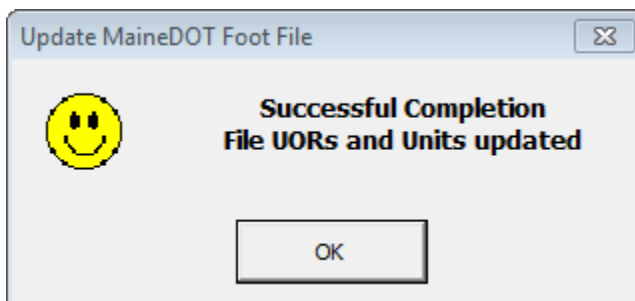 Update MaineDOT Foot File
Successful Completion
File UORs and Units updated
OK